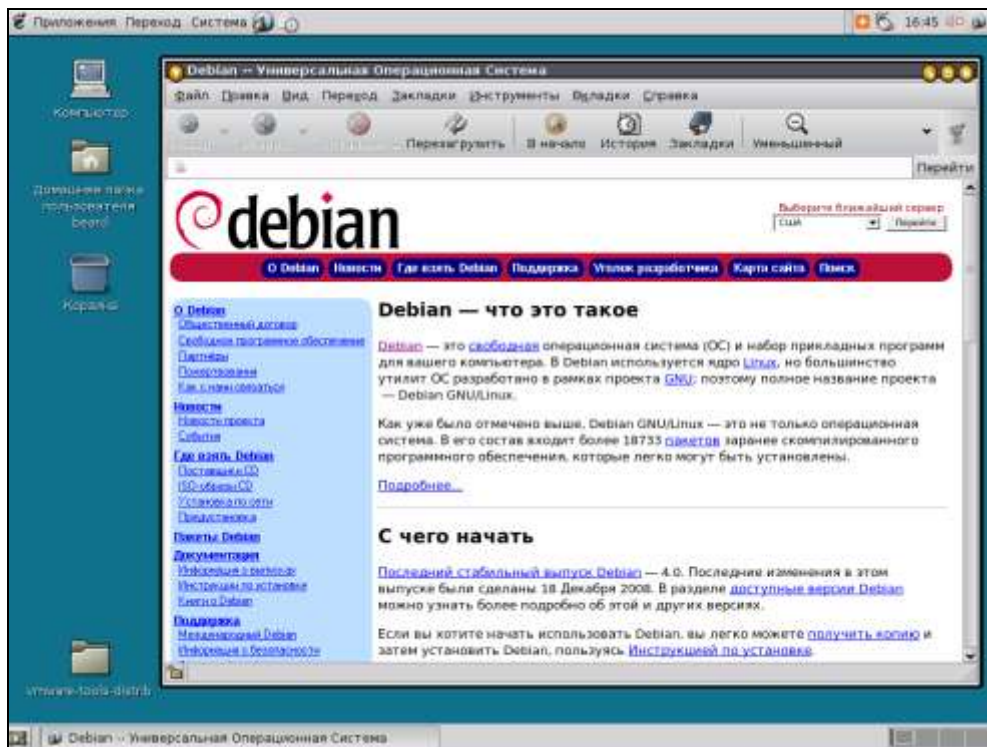 Приложения Переход Система
16:45
Компьютер
Домашняя папка
пользователя
Корзина
vmware-tools-distrib
Debian -- Универсальная Операционная Система
Файл Правка Вид Переход Закладки Инструменты Вкладки Справка
Перезагрузить В начало История Закладки Уменьшенный
Перейти
debian
Выберите ближайший сервер
США Перейти
О Debian Новости Где взять Debian Поддержка Уголок разработчика Карта сайта Поиск
О Debian
Общественный договор
Свободное программное обеспечение
Партнёры
Пожертвования
Как с нами связаться
Новости
Новости проекта
События
Где взять Debian
Поставщики CD
ISO-образы CD
Установка по сети
Предустановка
Пакеты Debian
Документация
Информация о выпусках
Инструкции по установке
Книги о Debian
Поддержка
Международный Debian
Информация о безопасности
Debian — что это такое
Debian — это свободная операционная система (ОС) и набор прикладных программ
для вашего компьютера. В Debian используется ядро Linux, но большинство
утилит ОС разработано в рамках проекта GNU; поэтому полное название проекта
— Debian GNU/Linux.
Как уже было отмечено выше, Debian GNU/Linux — это не только операционная
система. В его состав входит более 18733 пакетов заранее скомпилированного
программного обеспечения, которые легко могут быть установлены.
Подробнее...
С чего начать
Последний стабильный выпуск Debian — 4.0. Последние изменения в этом
выпуске были сделаны 18 Декабря 2008. В разделе доступные версии Debian
можно узнать более подробно об этой и других версиях.
Если вы хотите начать использовать Debian, вы легко можете получить копию и
затем установить Debian, пользуясь Инструкцией по установке.
Debian -- Универсальная Операционная Система